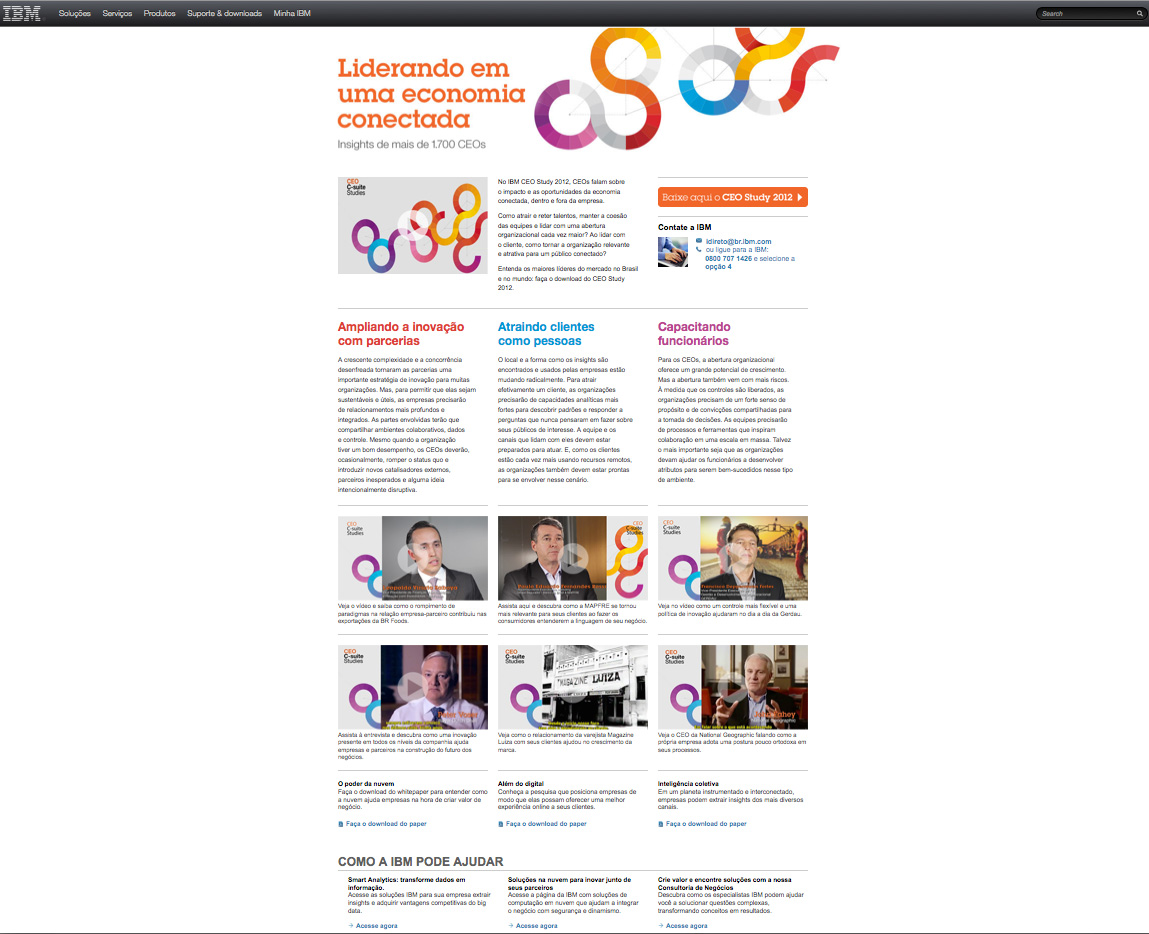 IBM
Soluções Serviços Produtos Suporte & downloads Minha IBM
Search
Liderando em
uma economia
conectada
Insights de mais de 1.700 CEOs
CEO
C-suite
Studies
No IBM CEO Study 2012, CEOs falam sobre
o impacto e as oportunidades da economia
conectada, dentro e fora da empresa.
Como atrair e reter talentos, manter a coesão
das equipes e lidar com uma abertura
organizacional cada vez maior? Ao lidar com
o cliente, como tornar a organização relevante
e atrativa para um público conectado?
Entenda os maiores líderes do mercado no Brasil
e no mundo: faça o download do CEO Study
2012.
Baixe aqui o CEO Study 2012
Contate a IBM
idireto@br.ibm.com
ou ligue para a IBM:
0800 707 1426 e selecione a
opção 4
Ampliando a inovação
com parcerias
A crescente complexidade e a concorrência
desenfreada tornaram as parcerias uma
importante estratégia de inovação para muitas
organizações. Mas, para permitir que elas sejam
sustentáveis e úteis, as empresas precisarão
de relacionamentos mais profundos e
integrados. As partes envolvidas terão que
compartilhar ambientes colaborativos, dados
e controle. Mesmo quando a organização
tiver um bom desempenho, os CEOs deverão,
ocasionalmente, romper o status quo e
introduzir novos catalisadores externos,
parceiros inesperados e alguma ideia
intencionalmente disruptiva.
Atraindo clientes
como pessoas
O local e a forma como os insights são
encontrados e usados pelas empresas estão
mudando radicalmente. Para atrair
efetivamente um cliente, as organizações
precisarão de capacidades analíticas mais
fortes para descobrir padrões e responder a
perguntas que nunca pensaram em fazer sobre
seus públicos de interesse. A equipe e os
canais que lidam com eles devem estar
preparados para atuar. E, como os clientes
estão cada vez mais usando recursos remotos,
as organizações também devem estar prontas
para se envolver nesse cenário.
Capacitando
funcionários
Para os CEOs, a abertura organizacional
oferece um grande potencial de crescimento.
Mas a abertura também vem com mais riscos.
À medida que os controles são liberados, as
organizações precisam de um forte senso de
propósito e de convicções compartilhadas para
a tomada de decisões. As equipes precisarão
de processos e ferramentas que inspiram
colaboração em uma escala em massa. Talvez
o mais importante seja que as organizações
devam ajudar os funcionários a desenvolver
atributos para serem bem-sucedidos nesse tipo
de ambiente.
CEO
C-suite
Studies
Veja o vídeo e saiba como o rompimento de
paradigmas na relação empresa-parceiro contribuiu nas
exportações da BR Foods.
CEO
C-suite
Studies
Assista aqui e descubra como a MAPFRE se tornou
mais relevante para seus clientes ao fazer os
consumidores entenderem a linguagem de seu negócio.
CEO
C-suite
Studies
Veja no vídeo como um controle mais flexível e uma
política de inovação ajudaram no dia a dia da Gerdau.
CEO
C-suite
Studies
Assista à entrevista e descubra como uma inovação
presente em todos os níveis da companhia ajuda
empresas e parceiros na construção do futuro dos
negócios.
CEO
C-suite
Studies
MAGAZINE LUIZA
Veja como o relacionamento da varejista Magazine
Luiza com seus clientes ajudou no crescimento da
marca.
CEO
C-suite
Studies
Veja o CEO da National Geographic falando como a
própria empresa adota uma postura pouco ortodoxa em
seus processos.
O poder da nuvem
Faça o download do whitepaper para entender como
a nuvem ajuda empresas na hora de criar valor de
negócio.
Faça o download do paper
Além do digital
Conheça a pesquisa que posiciona empresas de
modo que elas possam oferecer uma melhor
experiência online a seus clientes.
Faça o download do paper
Inteligência coletiva
Em um planeta instrumentado e interconectado,
empresas podem extrair insights dos mais diversos
canais.
Faça o download do paper
COMO A IBM PODE AJUDAR
Smart Analytics: transforme dados em
informação.
Acesse as soluções IBM para sua empresa extrair
insights e adquirir vantagens competitivas do big
data.
Acesse agora
Soluções na nuvem para inovar junto de
seus parceiros
Acesse a página da IBM com soluções de
computação em nuvem que ajudam a integrar
o negócio com segurança e dinamismo.
Acesse agora
Crie valor e encontre soluções com a nossa
Consultoria de Negócios
Descubra como os especialistas IBM podem ajudar
você a solucionar questões complexas,
transformando conceitos em resultados.
Acesse agora